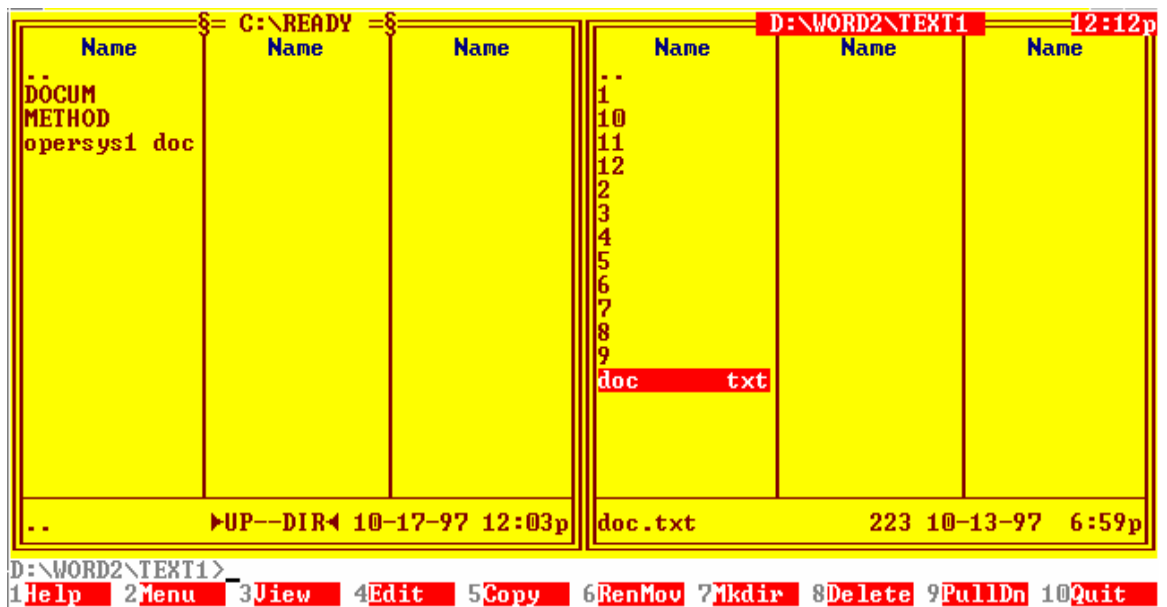 §= C:\READY =§ D:\WORD2\TEXT1 12:12p
Name Name Name Name Name Name
.. ..
DOCUM 1
METHOD 10
opersys1 doc 11
12
2
3
4
5
6
7
8
9
doc txt
.. ►UP--DIR◄ 10-17-97 12:03p doc.txt 223 10-13-97 6:59p
D:\WORD2\TEXT1>_
1Help 2Menu 3View 4Edit 5Copy 6RenMov 7Mkdir 8Delete 9PullDn 10Quit